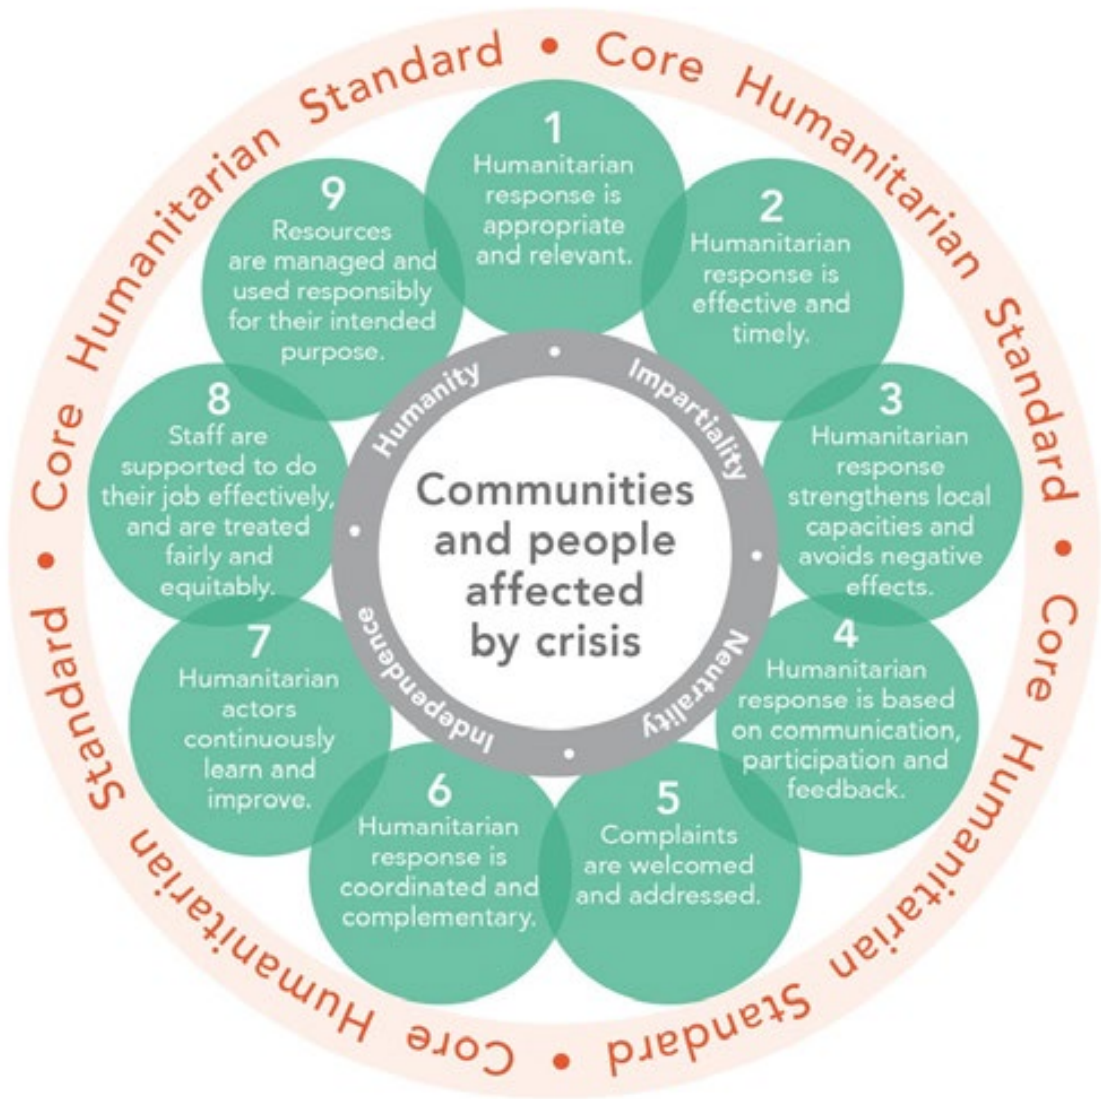 Core Humanitarian Standard • Core Humanitarian Standard • Core Humanitarian Standard • Core Humanitarian Standard •
1
Humanitarian
response is
appropriate
and relevant.
2
Humanitarian
response is
effective and
timely.
3
Humanitarian
response
strengthens local
capacities and
avoids negative
effects.
4
Humanitarian
response is based
on communication,
participation and
feedback.
5
Complaints
are welcomed
and addressed.
6
Humanitarian
response is
coordinated and
complementary.
7
Humanitarian
actors
continuously
learn and
improve.
8
Staff are
supported to do
their job effectively,
and are treated
fairly and
equitably.
9
Resources
are managed and
used responsibly
for their intended
purpose.
Humanity • Impartiality • Neutrality • Independence •
Communities
and people
affected
by crisis